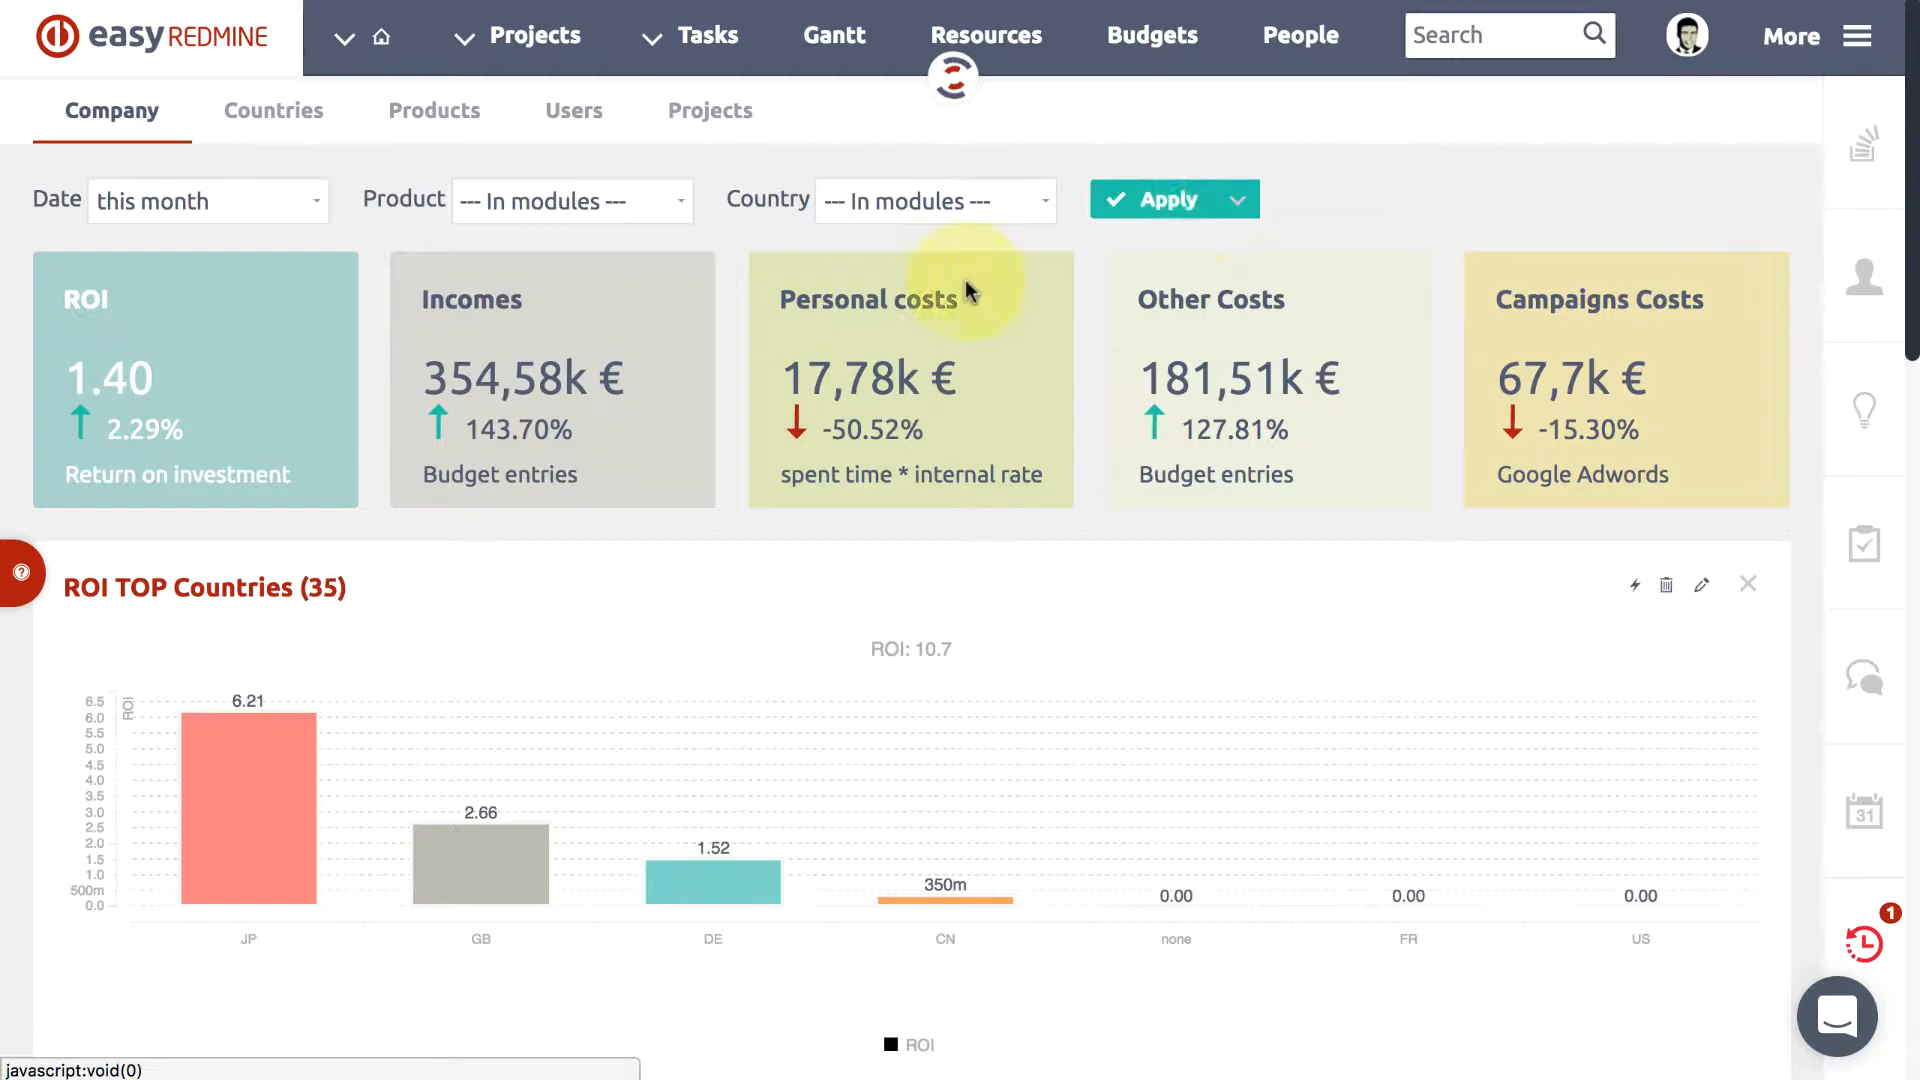 easy REDMINE
Projects
Tasks
Gantt
Resources
Budgets
People
Search
More
Company
Countries
Products
Users
Projects
Date
this month
Product
--- In modules ---
Country
--- In modules ---
Apply
ROI
1.40
2.29%
Return on investment
Incomes
354,58k €
143.70%
Budget entries
Personal costs
17,78k €
-50.52%
spent time * internal rate
Other Costs
181,51k €
127.81%
Budget entries
Campaigns Costs
67,7k €
-15.30%
Google Adwords
ROI TOP Countries (35)
ROI: 10.7
ROI
6.5
6.0
5.5
5.0
4.5
4.0
3.5
3.0
2.5
2.0
1.5
1.0
500m
0.0
6.21
2.66
1.52
350m
0.00
0.00
0.00
JP
GB
DE
CN
none
FR
US
ROI
31
1
javascript:void(0)